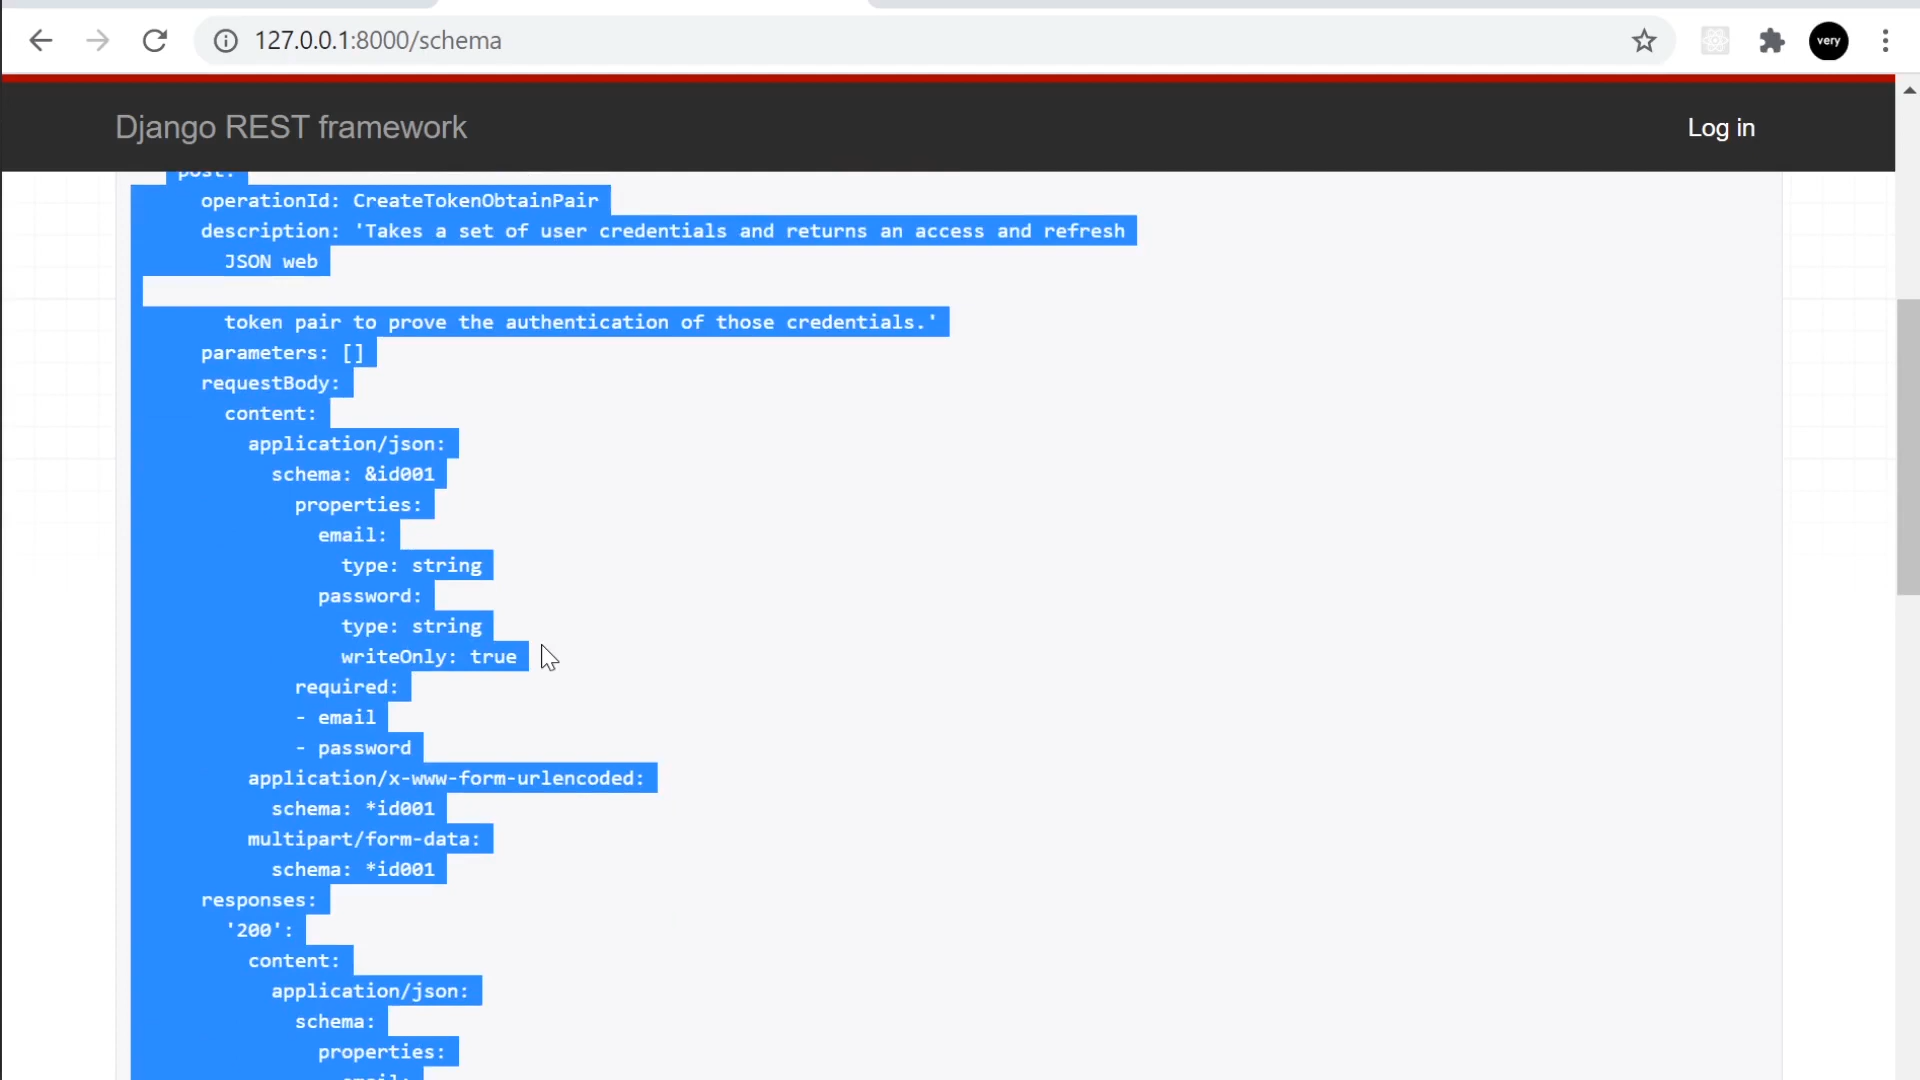 127.0.0.1:8000/schema
very
Django REST framework
Log in
post:
operationId: CreateTokenObtainPair
description: 'Takes a set of user credentials and returns an access and refresh
JSON web
token pair to prove the authentication of those credentials.'
parameters: []
requestBody:
content:
application/json:
schema: &id001
properties:
email:
type: string
password:
type: string
writeOnly: true
required:
- email
- password
application/x-www-form-urlencoded:
schema: *id001
multipart/form-data:
schema: *id001
responses:
'200':
content:
application/json:
schema:
properties:
email: